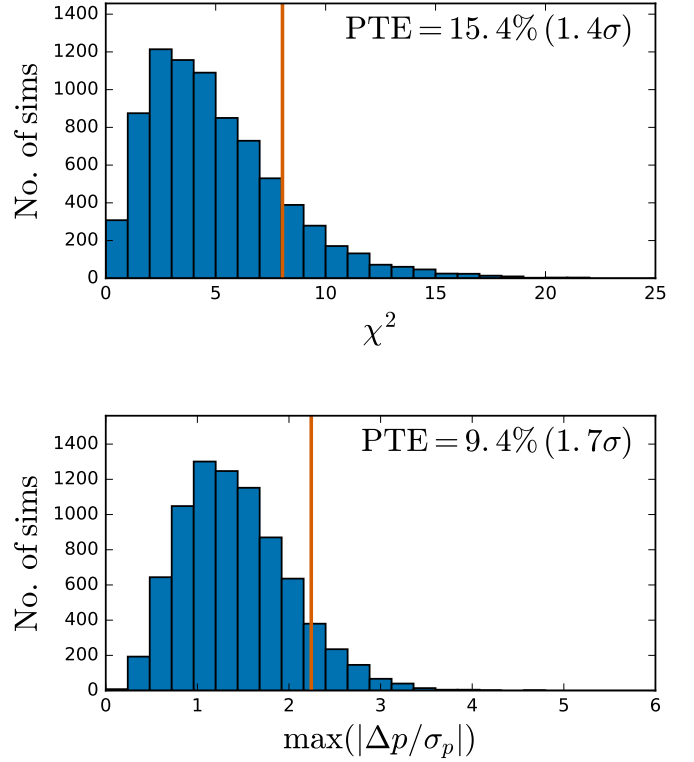 PTE = 15.4% (1.4σ)
No. of sims
1400
1200
1000
800
600
400
200
0
0 5 10 15 20 25
χ²
PTE = 9.4% (1.7σ)
No. of sims
1400
1200
1000
800
600
400
200
0
0 1 2 3 4 5 6
max(|Δp/σₚ|)